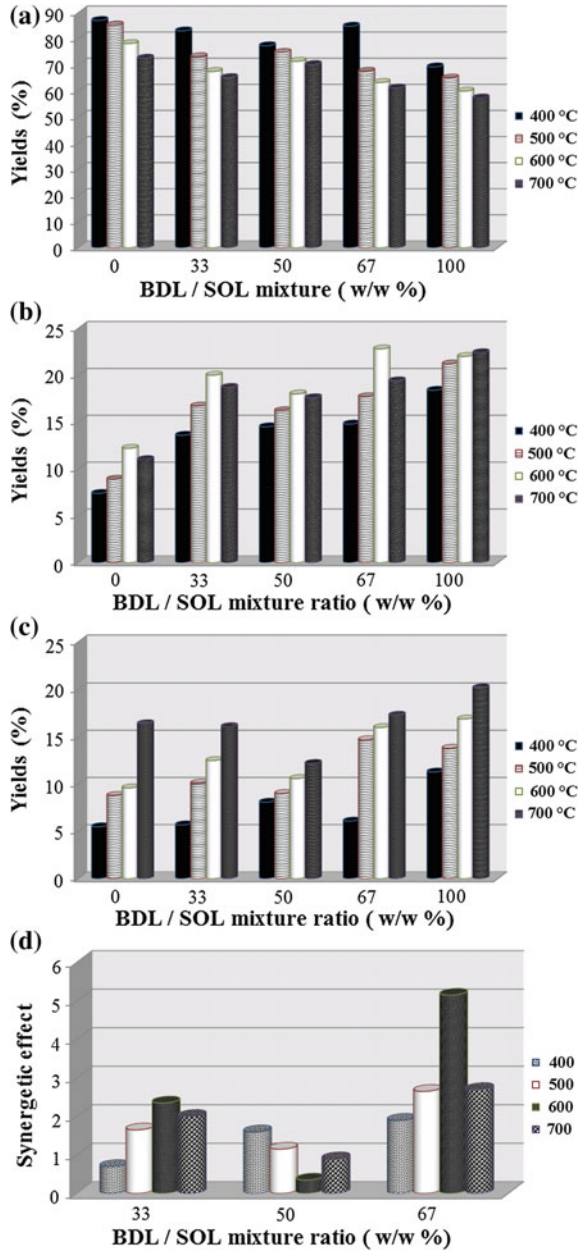 (a)
90
80
70
60
50
40
30
20
10
0
Yields (%)
0 33 50 67 100
BDL / SOL mixture ( w/w %)
400 °C
500 °C
600 °C
700 °C
(b)
25
20
15
10
5
0
Yields (%)
0 33 50 67 100
BDL / SOL mixture ratio ( w/w %)
400 °C
500 °C
600 °C
700 °C
(c)
25
20
15
10
5
0
Yields (%)
0 33 50 67 100
BDL / SOL mixture ratio ( w/w %)
400 °C
500 °C
600 °C
700 °C
(d)
6
5
4
3
2
1
0
Synergetic effect
33 50 67
BDL / SOL mixture ratio ( w/w %)
400
500
600
700